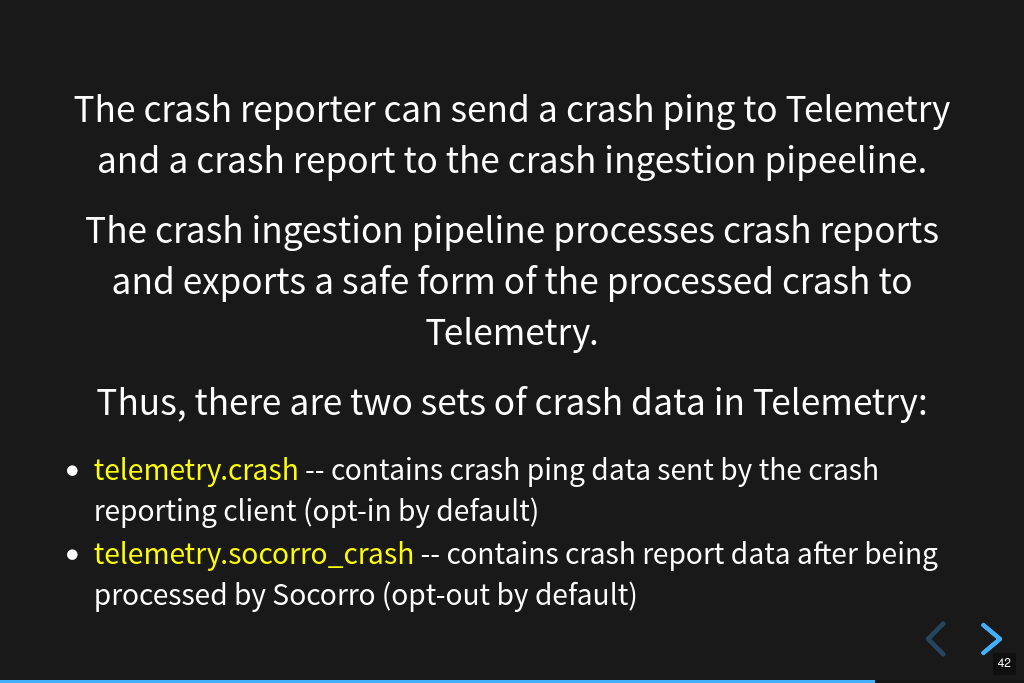 The crash reporter can send a crash ping to Telemetry
and a crash report to the crash ingestion pipeeline.
The crash ingestion pipeline processes crash reports
and exports a safe form of the processed crash to
Telemetry.
Thus, there are two sets of crash data in Telemetry:
• telemetry.crash -- contains crash ping data sent by the crash
reporting client (opt-in by default)
• telemetry.socorro_crash -- contains crash report data after being
processed by Socorro (opt-out by default)
42